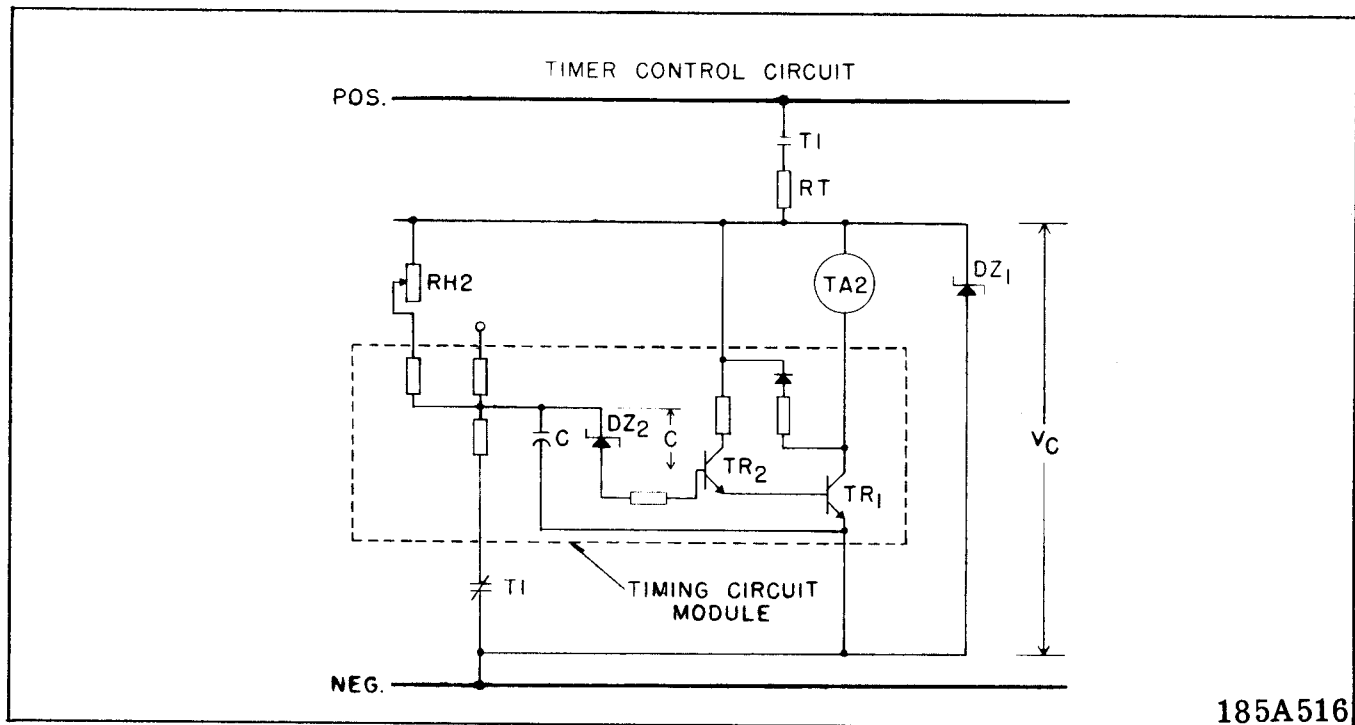 TIMER CONTROL CIRCUIT
POS.
T1
RT
RH2
TA2
DZ1
C
DZ2
C
TR2
TR1
VC
T1
TIMING CIRCUIT
MODULE
NEG.
185A516